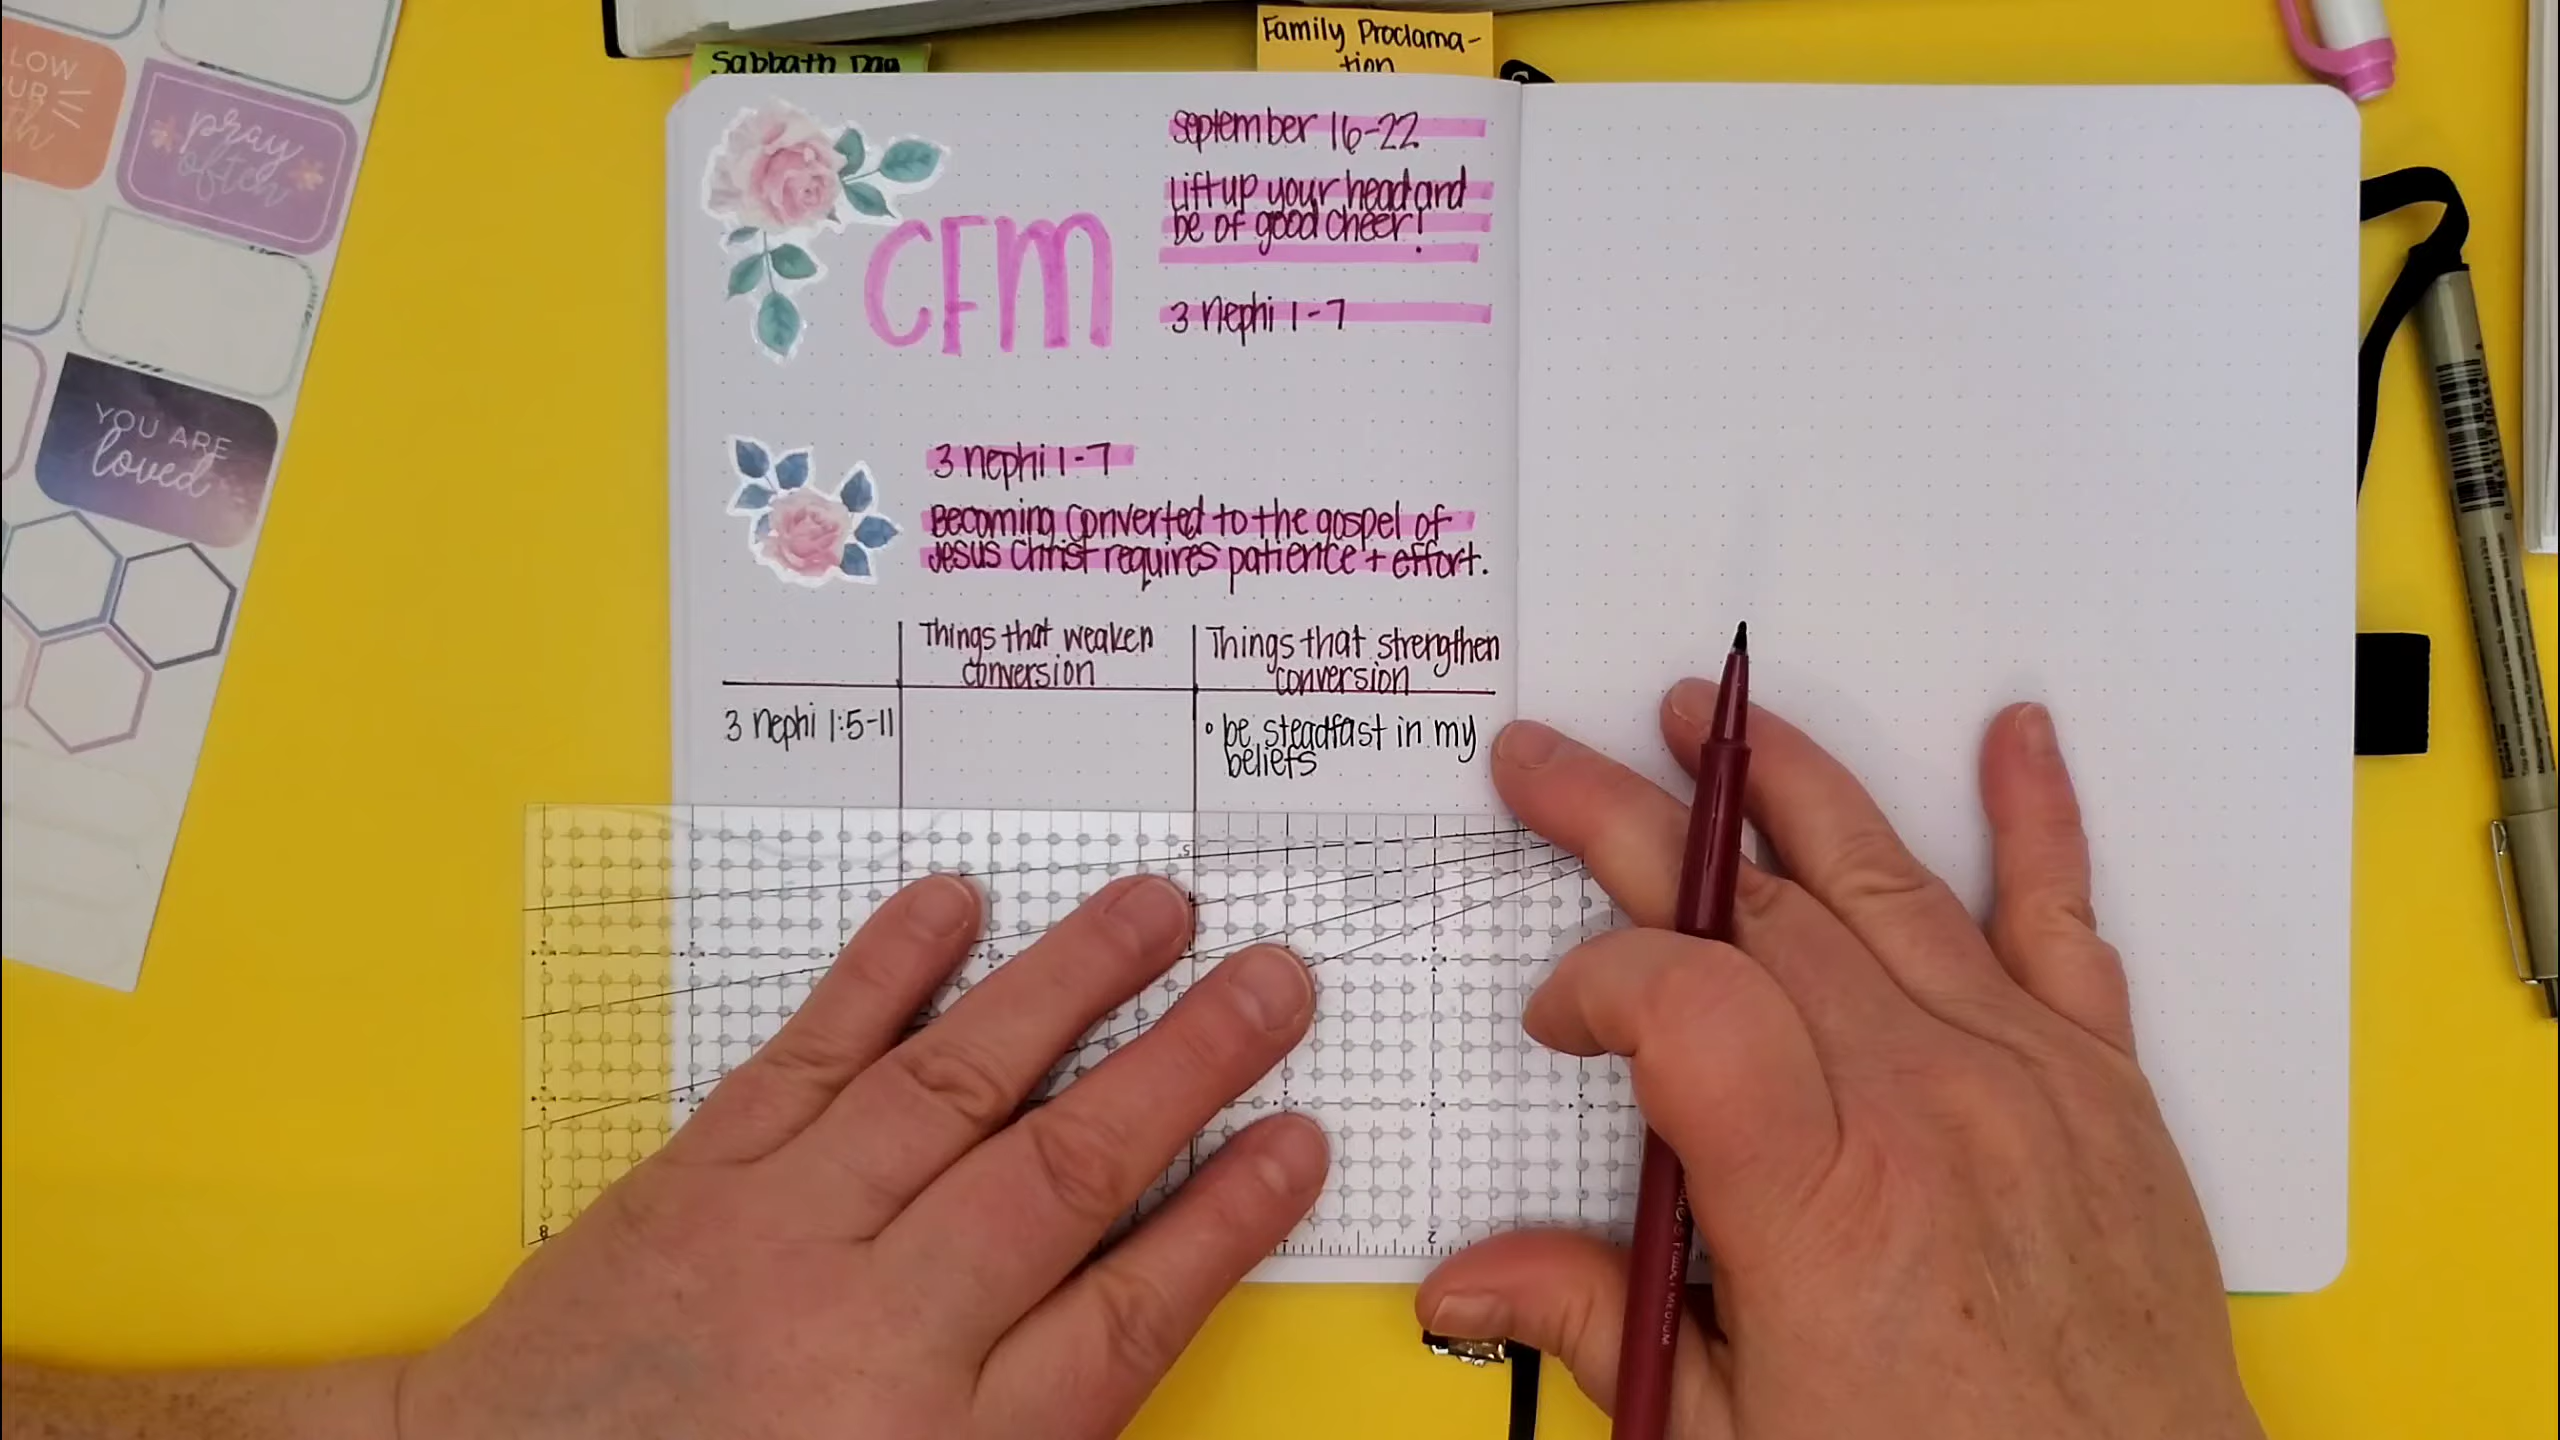 Sabbath Day
Family Proclama-
tion
pray
often
YOU ARE
loved
CFM
September 16-22
Lift up your head and
be of good cheer!
3 Nephi 1-7
3 Nephi 1-7
Becoming converted to the gospel of
Jesus Christ requires patience + effort.
Things that weaken
conversion
Things that strengthen
conversion
3 Nephi 1:5-11
• be steadfast in my
beliefs
8
2
MEDIUM